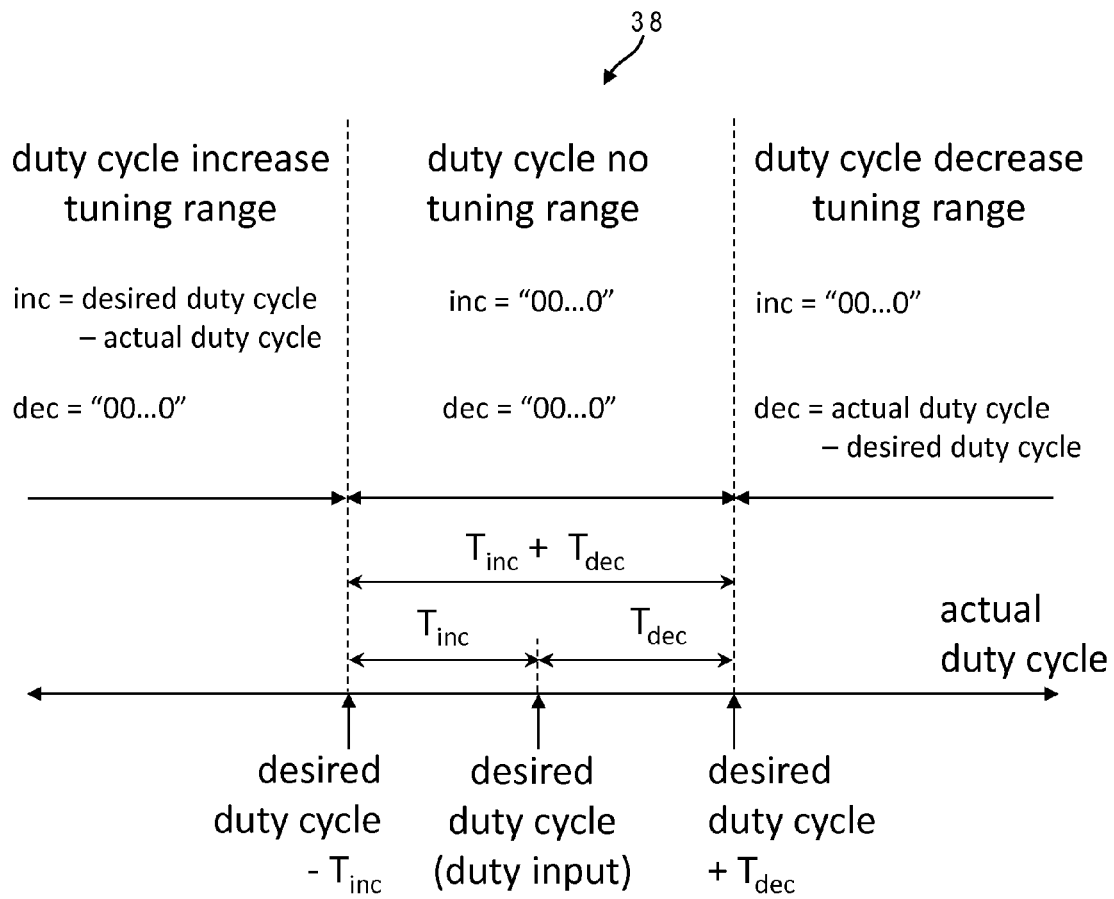 38
duty cycle increase
tuning range
duty cycle no
tuning range
duty cycle decrease
tuning range
inc = desired duty cycle
– actual duty cycle
inc = “00...0”
inc = “00...0”
dec = “00...0”
dec = “00...0”
dec = actual duty cycle
– desired duty cycle
Tinc + Tdec
Tinc
Tdec
actual
duty cycle
desired
duty cycle
- Tinc
desired
duty cycle
(duty input)
desired
duty cycle
+ Tdec